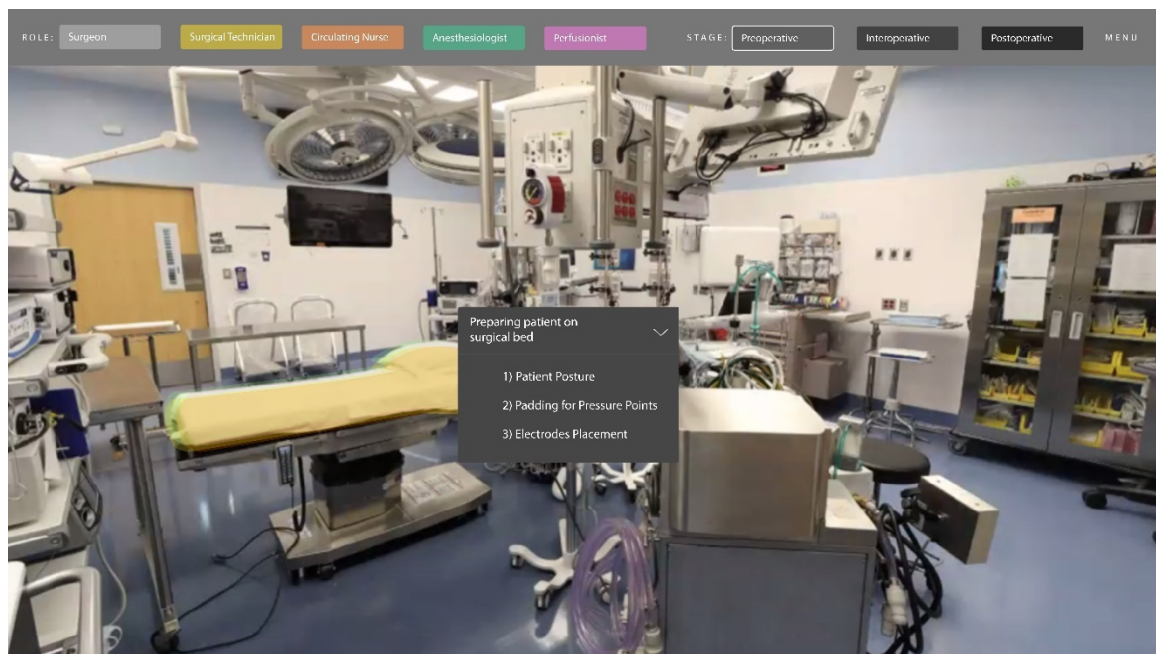 ROLE: Surgeon Surgical Technician Circulating Nurse Anesthesiologist Perfusionist STAGE: Preoperative Interoperative Postoperative MENU
Preparing patient on
surgical bed
1) Patient Posture
2) Padding for Pressure Points
3) Electrodes Placement